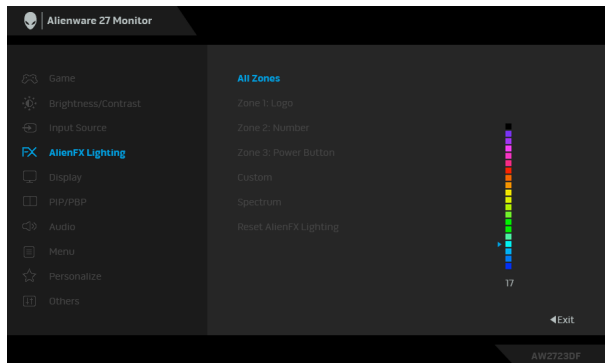 Alienware 27 Monitor
Game
Brightness/Contrast
Input Source
FX AlienFX Lighting
Display
PIP/PBP
Audio
Menu
Personalize
Others
All Zones
Zone 1: Logo
Zone 2: Number
Zone 3: Power Button
Custom
Spectrum
Reset AlienFX Lighting
17
Exit
AW2723DF